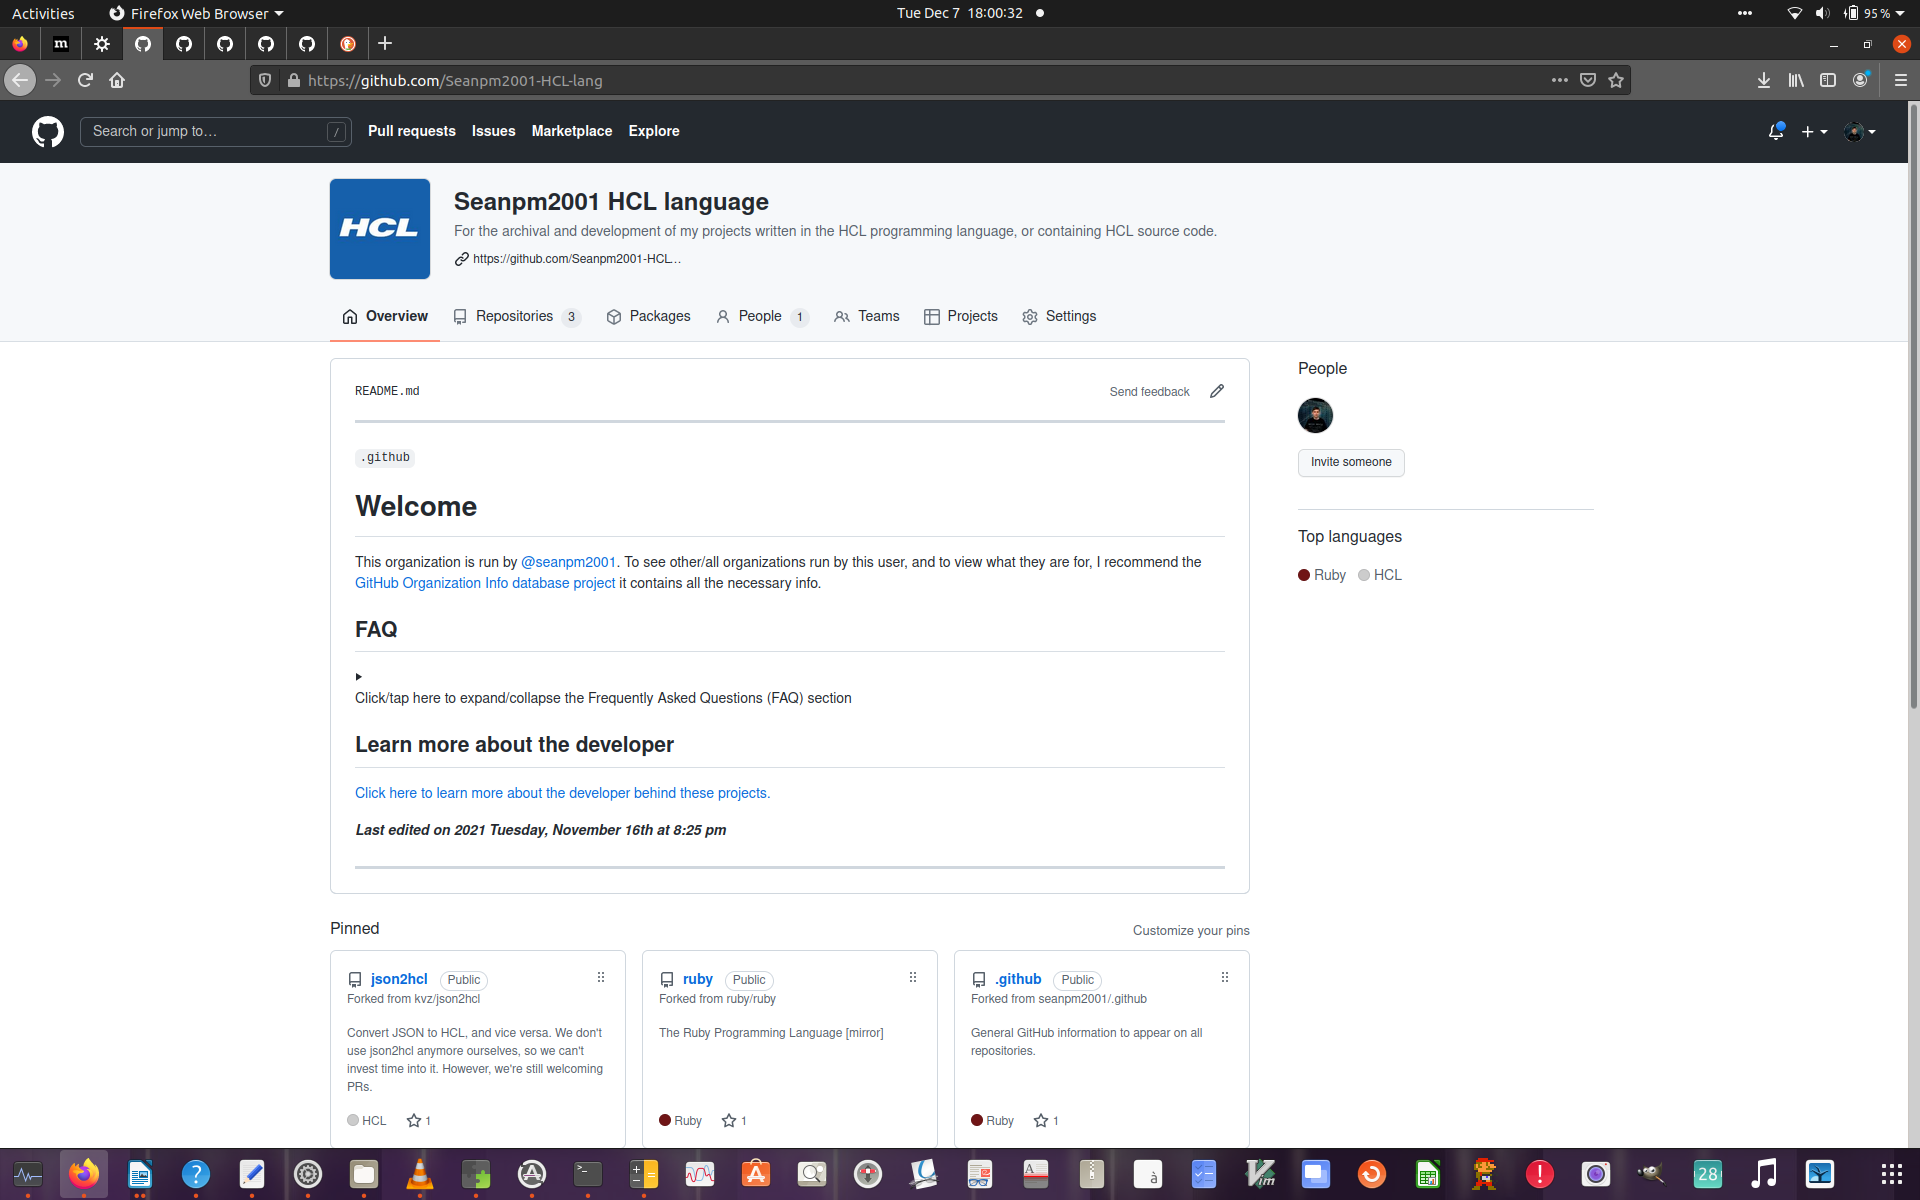 Activities Firefox Web Browser Tue Dec 7 18:00:32 95 %
m
https://github.com/Seanpm2001-HCL-lang
Search or jump to... / Pull requests Issues Marketplace Explore
HCL
Seanpm2001 HCL language
For the archival and development of my projects written in the HCL programming language, or containing HCL source code.
https://github.com/Seanpm2001-HCL...
Overview Repositories 3 Packages People 1 Teams Projects Settings
README.md Send feedback
People
.github
Invite someone
Welcome
This organization is run by @seanpm2001. To see other/all organizations run by this user, and to view what they are for, I recommend the
GitHub Organization Info database project it contains all the necessary info.
Top languages
Ruby HCL
FAQ
Click/tap here to expand/collapse the Frequently Asked Questions (FAQ) section
Learn more about the developer
Click here to learn more about the developer behind these projects.
Last edited on 2021 Tuesday, November 16th at 8:25 pm
Pinned Customize your pins
json2hcl Public
Forked from kvz/json2hcl
Convert JSON to HCL, and vice versa. We don't
use json2hcl anymore ourselves, so we can't
invest time into it. However, we're still welcoming
PRs.
HCL 1
ruby Public
Forked from ruby/ruby
The Ruby Programming Language [mirror]
Ruby 1
.github Public
Forked from seanpm2001/.github
General GitHub information to appear on all
repositories.
Ruby 1
? >_ A à Vim ! 28